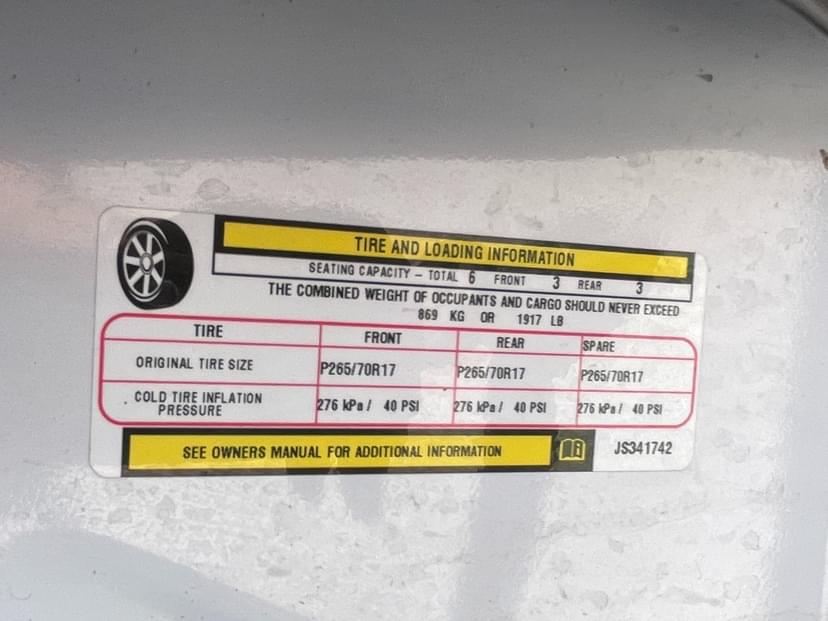 TIRE AND LOADING INFORMATION
SEATING CAPACITY – TOTAL 6 FRONT 3 REAR 3
THE COMBINED WEIGHT OF OCCUPANTS AND CARGO SHOULD NEVER EXCEED
869 KG OR 1917 LB
TIRE FRONT REAR SPARE
ORIGINAL TIRE SIZE P265/70R17 P265/70R17 P265/70R17
COLD TIRE INFLATION PRESSURE 276 kPa / 40 PSI 276 kPa / 40 PSI 276 kPa / 40 PSI
SEE OWNERS MANUAL FOR ADDITIONAL INFORMATION JS341742